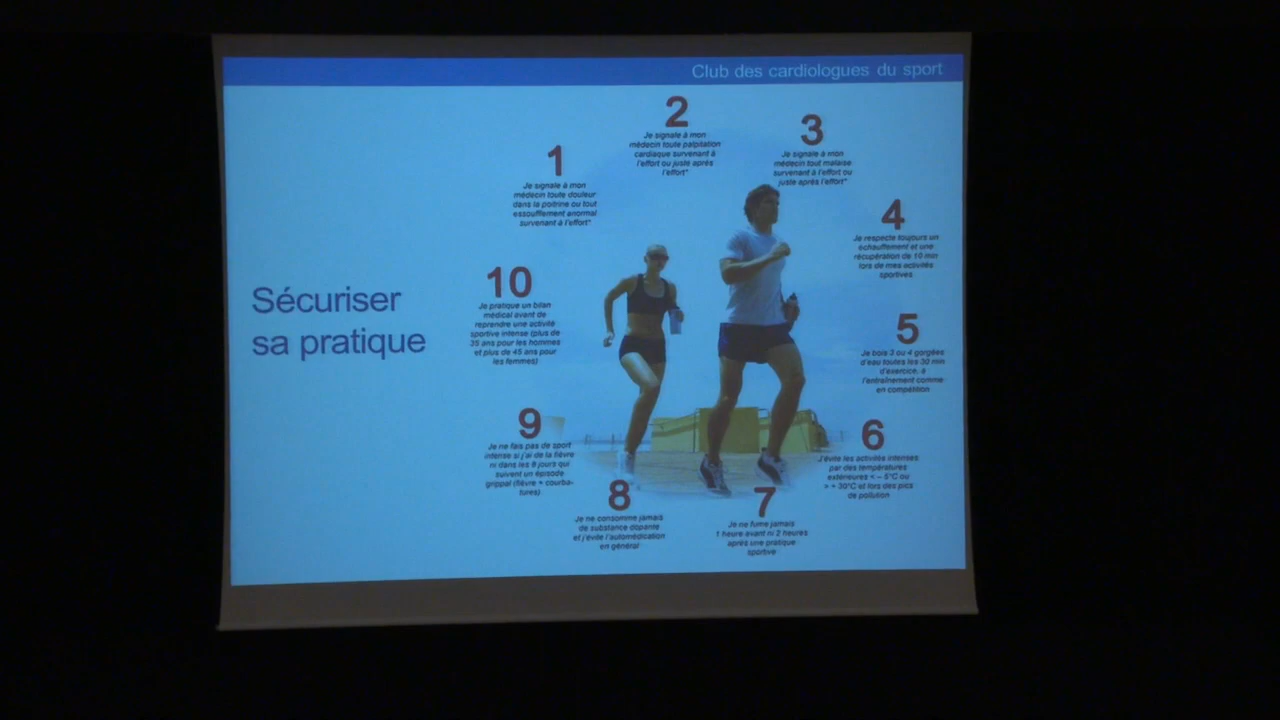 Club des cardiologues du sport
Sécuriser
sa pratique
1
Je signale à mon
médecin toute douleur
dans la poitrine ou tout
essoufflement anormal
survenant à l'effort*
2
Je signale à mon
médecin toute palpitation
cardiaque survenant à
l'effort ou juste après
l'effort*
3
Je signale à mon
médecin tout malaise
survenant à l'effort ou
juste après l'effort*
4
Je respecte toujours un
échauffement et une
récupération de 10 min
lors de mes activités
sportives
5
Je bois 3 ou 4 gorgées
d'eau toutes les 30 min
d'exercice, à
l'entraînement comme
en compétition
6
J'évite les activités intenses
par des températures
extérieures < – 5°C ou
> + 30°C et lors des pics
de pollution
7
Je ne fume jamais
1 heure avant ni 2 heures
après une pratique
sportive
8
Je ne consomme jamais
de substance dopante
et j'évite l'automédication
en général
9
Je ne fais pas de sport
intense si j'ai de la fièvre
ni dans les 8 jours qui
suivent un épisode
grippal (fièvre + courba-
tures)
10
Je pratique un bilan
médical avant de
reprendre une activité
sportive intense (plus de
35 ans pour les hommes
et plus de 45 ans pour
les femmes)